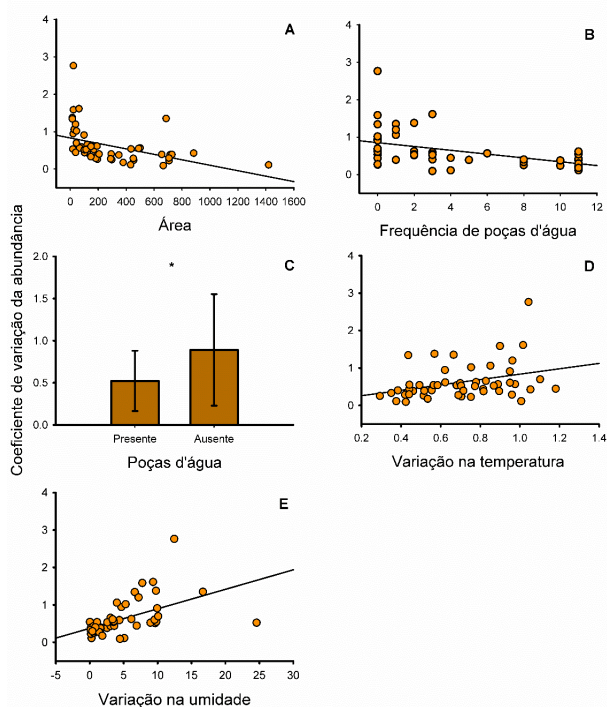 Coeficiente de variação da abundância
A
4
3
2
1
0
0 200 400 600 800 1000 1200 1400 1600
Área
B
4
3
2
1
0
0 2 4 6 8 10 12
Frequência de poças d'água
C
*
2.0
1.5
1.0
0.5
0.0
Presente Ausente
Poças d'água
D
4
3
2
1
0
0.2 0.4 0.6 0.8 1.0 1.2 1.4
Variação na temperatura
E
4
3
2
1
0
-5 0 5 10 15 20 25 30
Variação na umidade